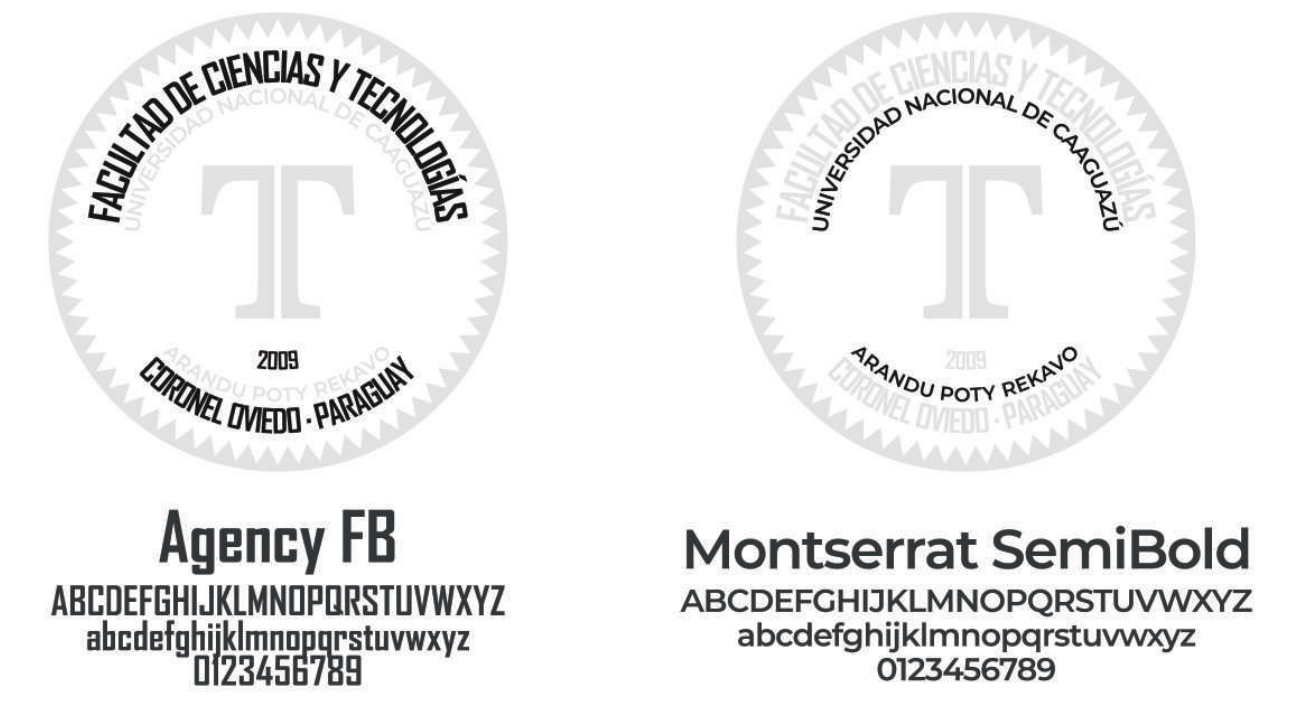 FACULTAD DE CIENCIAS Y TECNOLOGÍAS
UNIVERSIDAD NACIONAL DE CAAGUAZÚ
T
2009
ARANDU POTY REKAVO
CORONEL OVIEDO - PARAGUAY
Agency FB
ABCDEFGHIJKLMNOPQRSTUVWXYZ
abcdefghijklmnopqrstuvwxyz
0123456789
FACULTAD DE CIENCIAS Y TECNOLOGÍAS
UNIVERSIDAD NACIONAL DE CAAGUAZÚ
T
2009
ARANDU POTY REKAVO
CORONEL OVIEDO - PARAGUAY
Montserrat SemiBold
ABCDEFGHIJKLMNOPQRSTUVWXYZ
abcdefghijklmnopqrstuvwxyz
0123456789